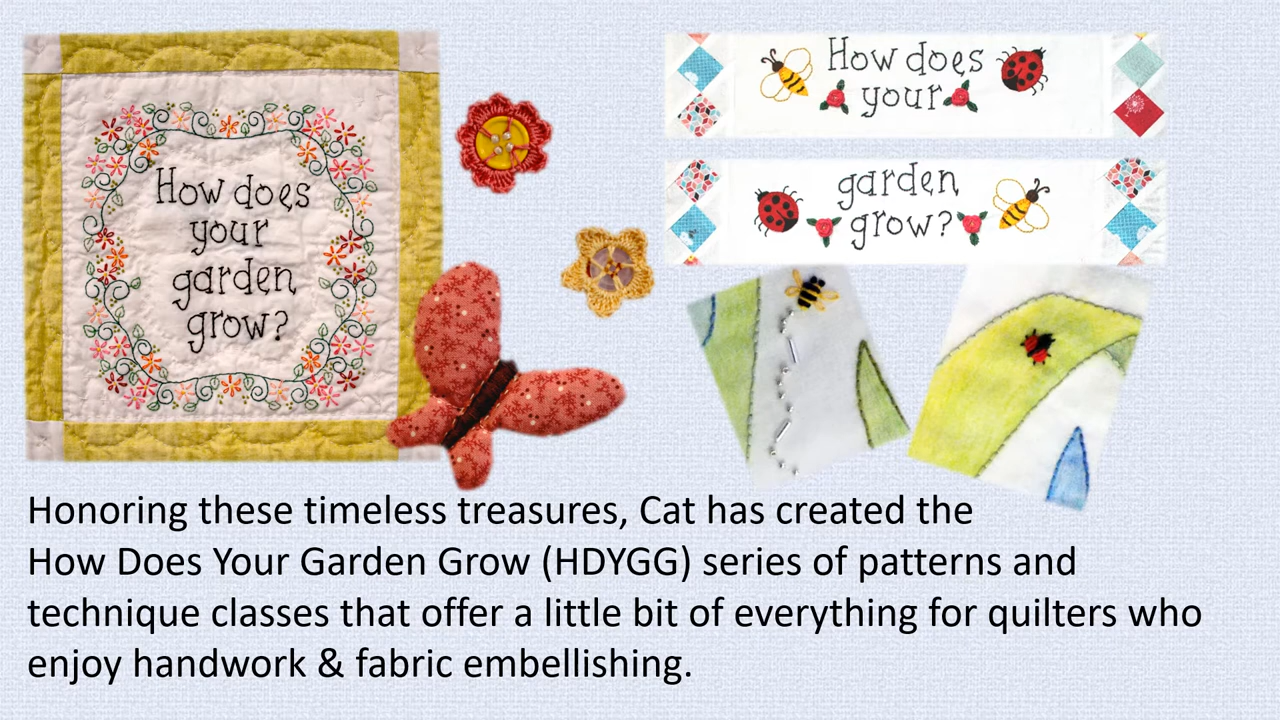 How does
your
garden
grow?
How does
your
garden
grow?
Honoring these timeless treasures, Cat has created the
How Does Your Garden Grow (HDYGG) series of patterns and
technique classes that offer a little bit of everything for quilters who
enjoy handwork & fabric embellishing.